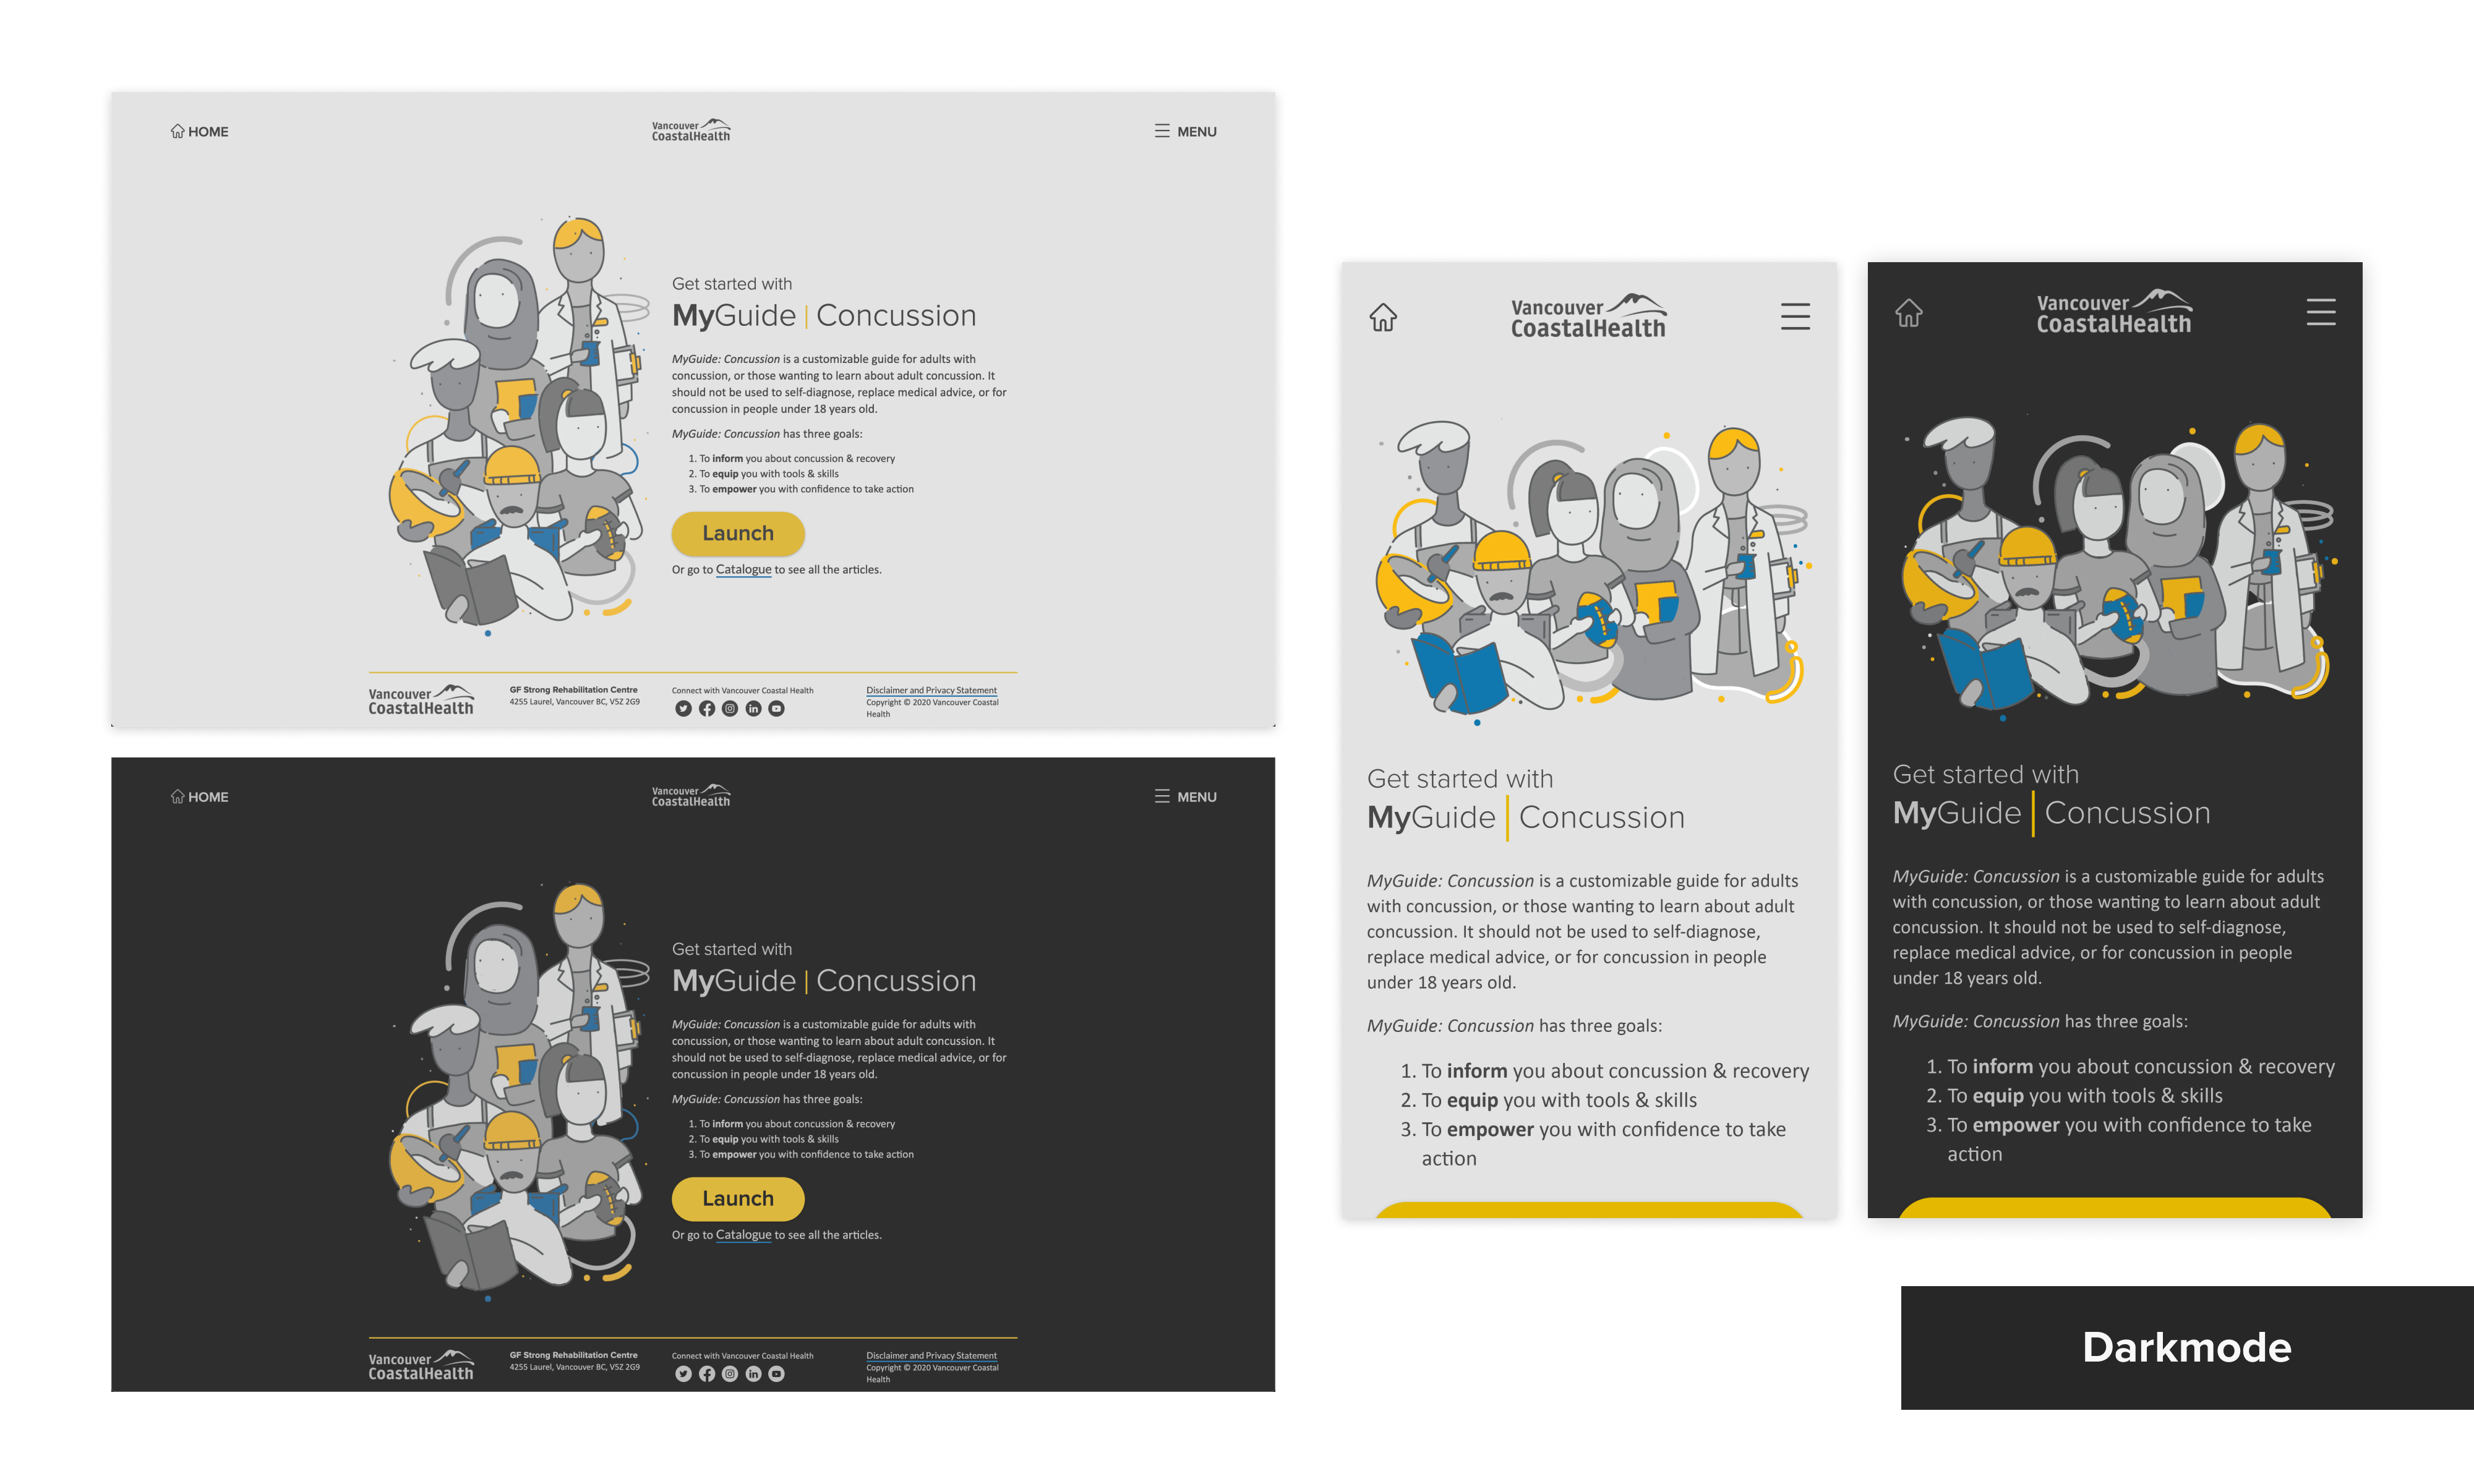 HOME
Vancouver
CoastalHealth
MENU
Get started with
MyGuide | Concussion
MyGuide: Concussion is a customizable guide for adults with
concussion, or those wanting to learn about adult concussion. It
should not be used to self-diagnose, replace medical advice, or for
concussion in people under 18 years old.
MyGuide: Concussion has three goals:
1. To inform you about concussion & recovery
2. To equip you with tools & skills
3. To empower you with confidence to take action
Launch
Or go to Catalogue to see all the articles.
Vancouver
CoastalHealth
GF Strong Rehabilitation Centre
4255 Laurel, Vancouver BC, V5Z 2G9
Connect with Vancouver Coastal Health
Disclaimer and Privacy Statement
Copyright © 2020 Vancouver Coastal
Health
HOME
Vancouver
CoastalHealth
MENU
Get started with
MyGuide | Concussion
MyGuide: Concussion is a customizable guide for adults with
concussion, or those wanting to learn about adult concussion. It
should not be used to self-diagnose, replace medical advice, or for
concussion in people under 18 years old.
MyGuide: Concussion has three goals:
1. To inform you about concussion & recovery
2. To equip you with tools & skills
3. To empower you with confidence to take action
Launch
Or go to Catalogue to see all the articles.
Vancouver
CoastalHealth
GF Strong Rehabilitation Centre
4255 Laurel, Vancouver BC, V5Z 2G9
Connect with Vancouver Coastal Health
Disclaimer and Privacy Statement
Copyright © 2020 Vancouver Coastal
Health
Vancouver
CoastalHealth
Get started with
MyGuide | Concussion
MyGuide: Concussion is a customizable guide for adults
with concussion, or those wanting to learn about adult
concussion. It should not be used to self-diagnose,
replace medical advice, or for concussion in people
under 18 years old.
MyGuide: Concussion has three goals:
1. To inform you about concussion & recovery
2. To equip you with tools & skills
3. To empower you with confidence to take
action
Vancouver
CoastalHealth
Get started with
MyGuide | Concussion
MyGuide: Concussion is a customizable guide for adults
with concussion, or those wanting to learn about adult
concussion. It should not be used to self-diagnose,
replace medical advice, or for concussion in people
under 18 years old.
MyGuide: Concussion has three goals:
1. To inform you about concussion & recovery
2. To equip you with tools & skills
3. To empower you with confidence to take
action
Darkmode